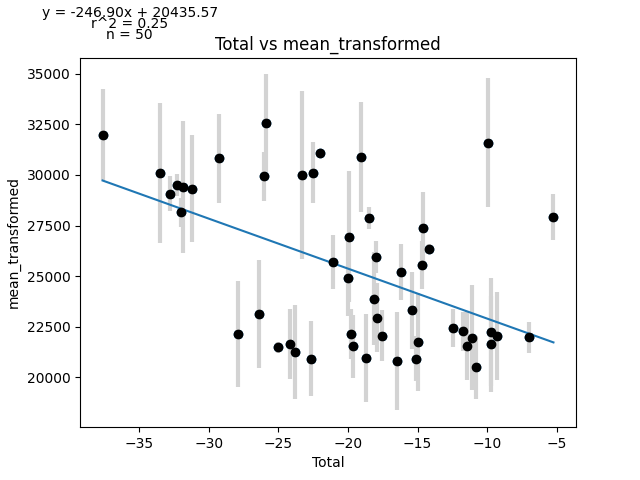 y = -246.90x + 20435.57
r^2 = 0.25
n = 50
Total vs mean_transformed
35000
32500
30000
27500
25000
22500
20000
mean_transformed
−35 −30 −25 −20 −15 −10 −5
Total